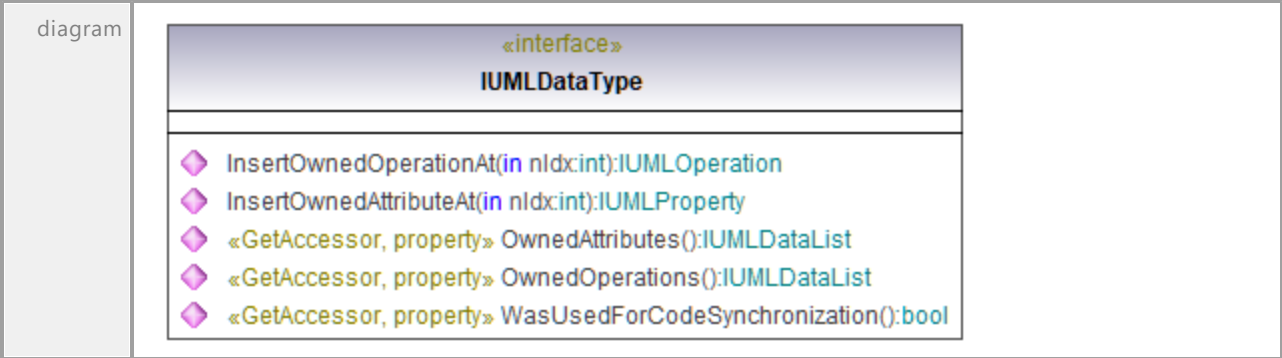 diagram
«interface»
IUMLDataType
InsertOwnedOperationAt(in nIdx:int):IUMLOperation
InsertOwnedAttributeAt(in nIdx:int):IUMLProperty
«GetAccessor, property» OwnedAttributes():IUMLDataList
«GetAccessor, property» OwnedOperations():IUMLDataList
«GetAccessor, property» WasUsedForCodeSynchronization():bool